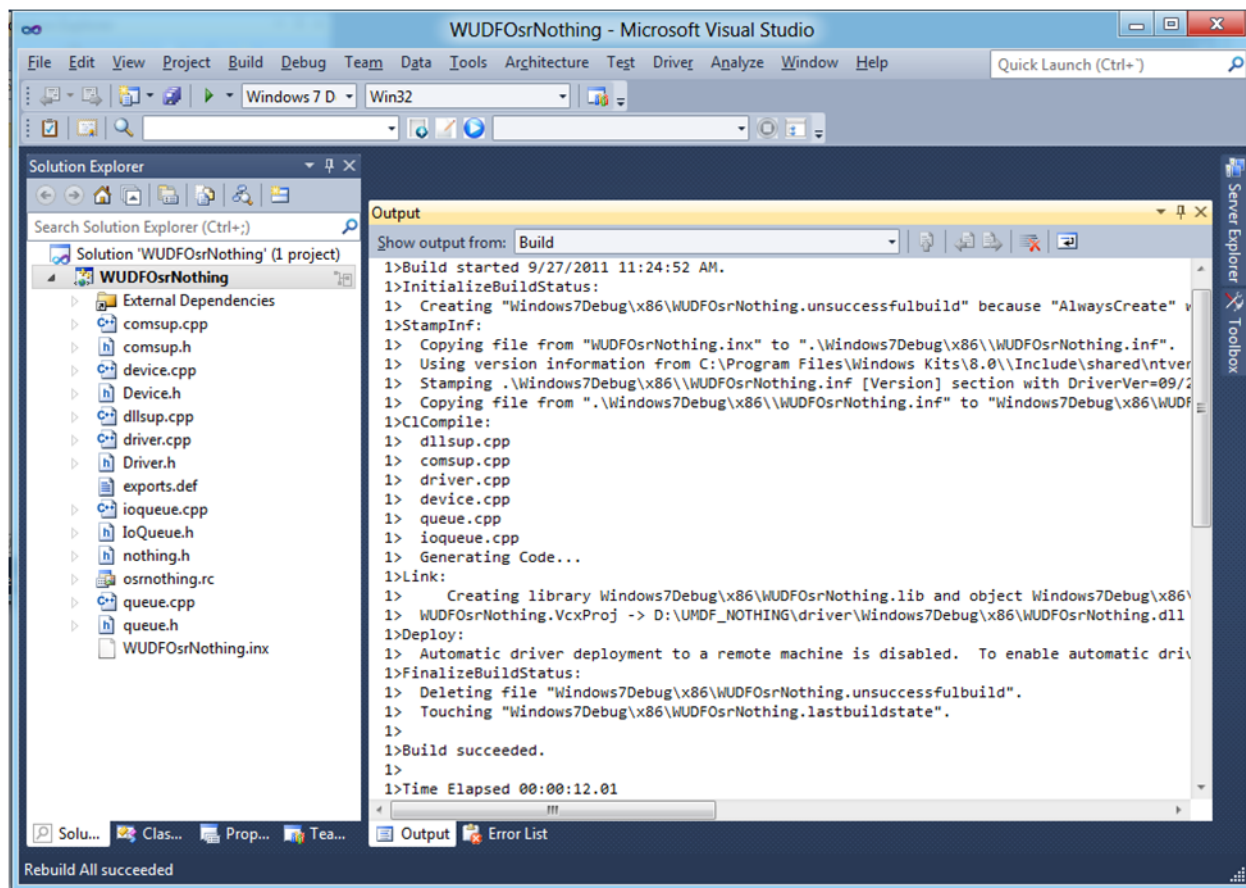 WUDFOsrNothing - Microsoft Visual Studio
File Edit View Project Build Debug Team Data Tools Architecture Test Driver Analyze Window Help
Quick Launch (Ctrl+`)
Windows 7 D Win32
Solution Explorer
Search Solution Explorer (Ctrl+;)
Solution 'WUDFOsrNothing' (1 project)
WUDFOsrNothing
External Dependencies
comsup.cpp
comsup.h
device.cpp
Device.h
dllsup.cpp
driver.cpp
Driver.h
exports.def
ioqueue.cpp
IoQueue.h
nothing.h
osrnothing.rc
queue.cpp
queue.h
WUDFOsrNothing.inx
Solu... Clas... Prop... Tea...
Output
Show output from: Build
1>Build started 9/27/2011 11:24:52 AM.
1>InitializeBuildStatus:
1>  Creating "Windows7Debug\x86\WUDFOsrNothing.unsuccessfulbuild" because "AlwaysCreate" w
1>StampInf:
1>  Copying file from "WUDFOsrNothing.inx" to ".\Windows7Debug\x86\\WUDFOsrNothing.inf".
1>  Using version information from C:\Program Files\Windows Kits\8.0\\Include\shared\ntver
1>  Stamping .\Windows7Debug\x86\\WUDFOsrNothing.inf [Version] section with DriverVer=09/2
1>  Copying file from ".\Windows7Debug\x86\\WUDFOsrNothing.inf" to "Windows7Debug\x86\WUDF
1>ClCompile:
1>  dllsup.cpp
1>  comsup.cpp
1>  driver.cpp
1>  device.cpp
1>  queue.cpp
1>  ioqueue.cpp
1>  Generating Code...
1>Link:
1>     Creating library Windows7Debug\x86\WUDFOsrNothing.lib and object Windows7Debug\x86\
1>  WUDFOsrNothing.VcxProj -> D:\UMDF_NOTHING\driver\Windows7Debug\x86\WUDFOsrNothing.dll
1>Deploy:
1>  Automatic driver deployment to a remote machine is disabled.  To enable automatic driv
1>FinalizeBuildStatus:
1>  Deleting file "Windows7Debug\x86\WUDFOsrNothing.unsuccessfulbuild".
1>  Touching "Windows7Debug\x86\WUDFOsrNothing.lastbuildstate".
1>
1>Build succeeded.
1>
1>Time Elapsed 00:00:12.01
Output Error List
Server Explorer
Toolbox
Rebuild All succeeded